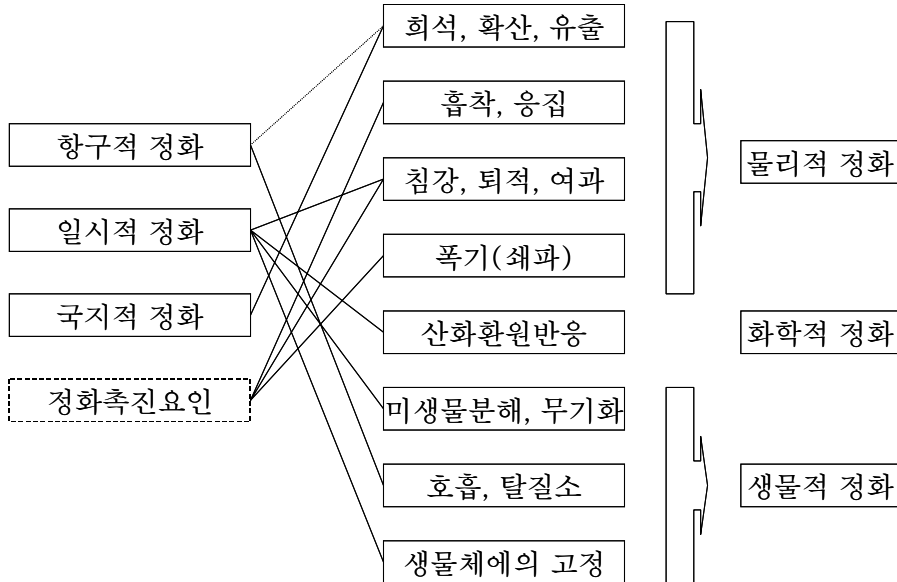 희석, 확산, 유출
흡착, 응집
항구적 정화
침강, 퇴적, 여과
물리적 정화
일시적 정화
폭기(쇄파)
국지적 정화
산화환원반응
화학적 정화
정화촉진요인
미생물분해, 무기화
호흡, 탈질소
생물적 정화
생물체에의 고정